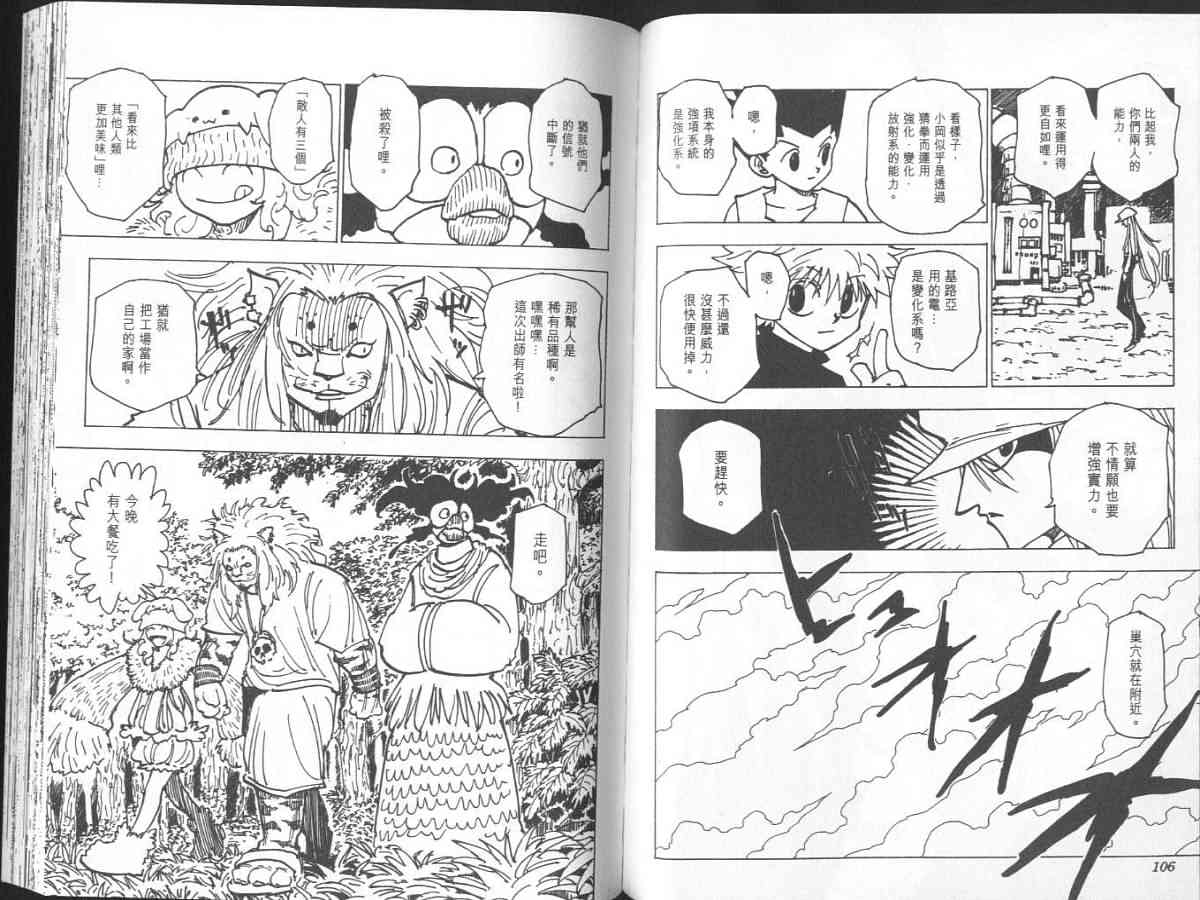 比起我，
你們兩人的
能力，
看來運用得
更自如哩。
看樣子，
小岡似乎是透過
猜拳而運用
強化．變化．
放射系的能力。
嗯，
我本身的
強項系統
是強化系。
基路亞
用的電…
是變化系嗎？
嗯，
不過還
沒甚麼威力，
很快便用掉。
就算
不情願也要
增強實力。
要
趕快。
巢穴就在附近。
106
猶就他們
的信號
中斷了。
被殺了哩。
「敵人有三個」
「看來比
其他人類
更加美味」哩…
那幫人是
稀有品種啊。
嘿嘿嘿…
這次出師有名啦！
猶就
把工場當作
自己的家啊。
走吧。
今晚
有大餐吃了！